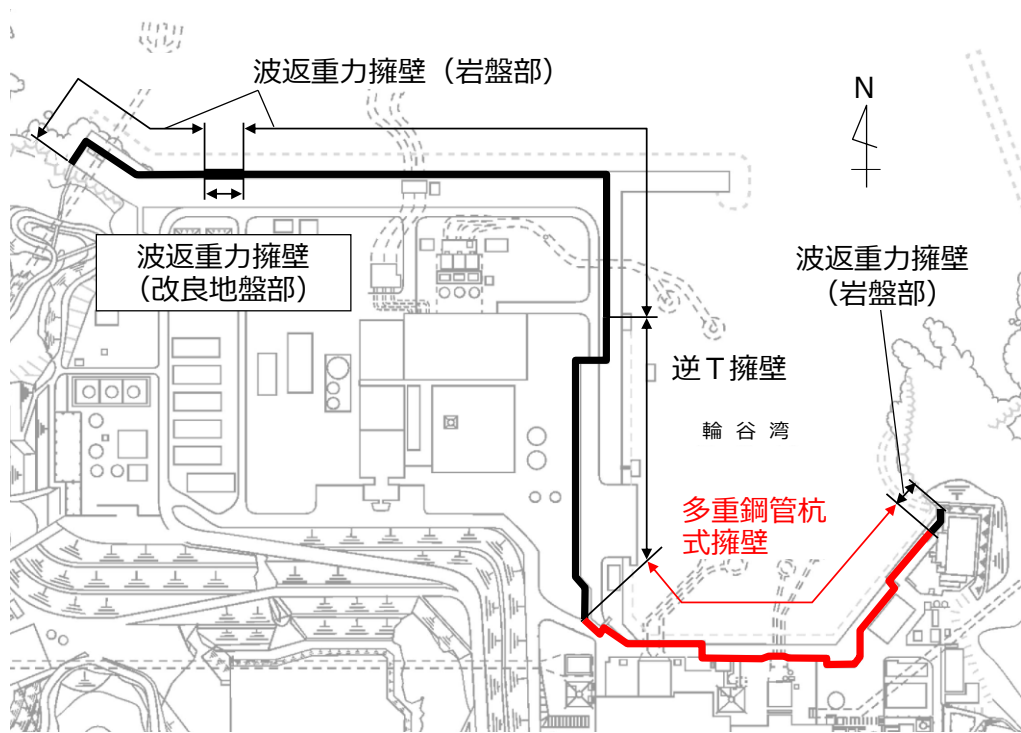 波返重力擁壁（岩盤部）
N
波返重力擁壁
（改良地盤部）
波返重力擁壁
（岩盤部）
逆Ｔ擁壁
輪谷湾
多重鋼管杭
式擁壁